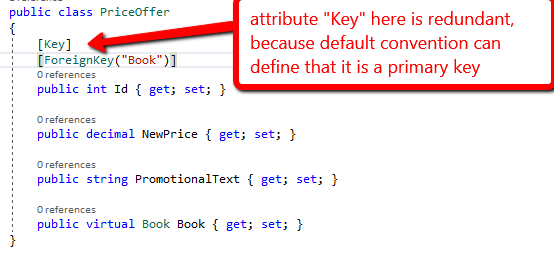 public class PriceOffer
{
[Key]
[ForeignKey("Book")]
0 references
public int Id { get; set; }
0 references
public decimal NewPrice { get; set; }
0 references
public string PromotionalText { get; set; }
0 references
public virtual Book Book { get; set; }
}
attribute "Key" here is redundant,
because default convention can
define that it is a primary key